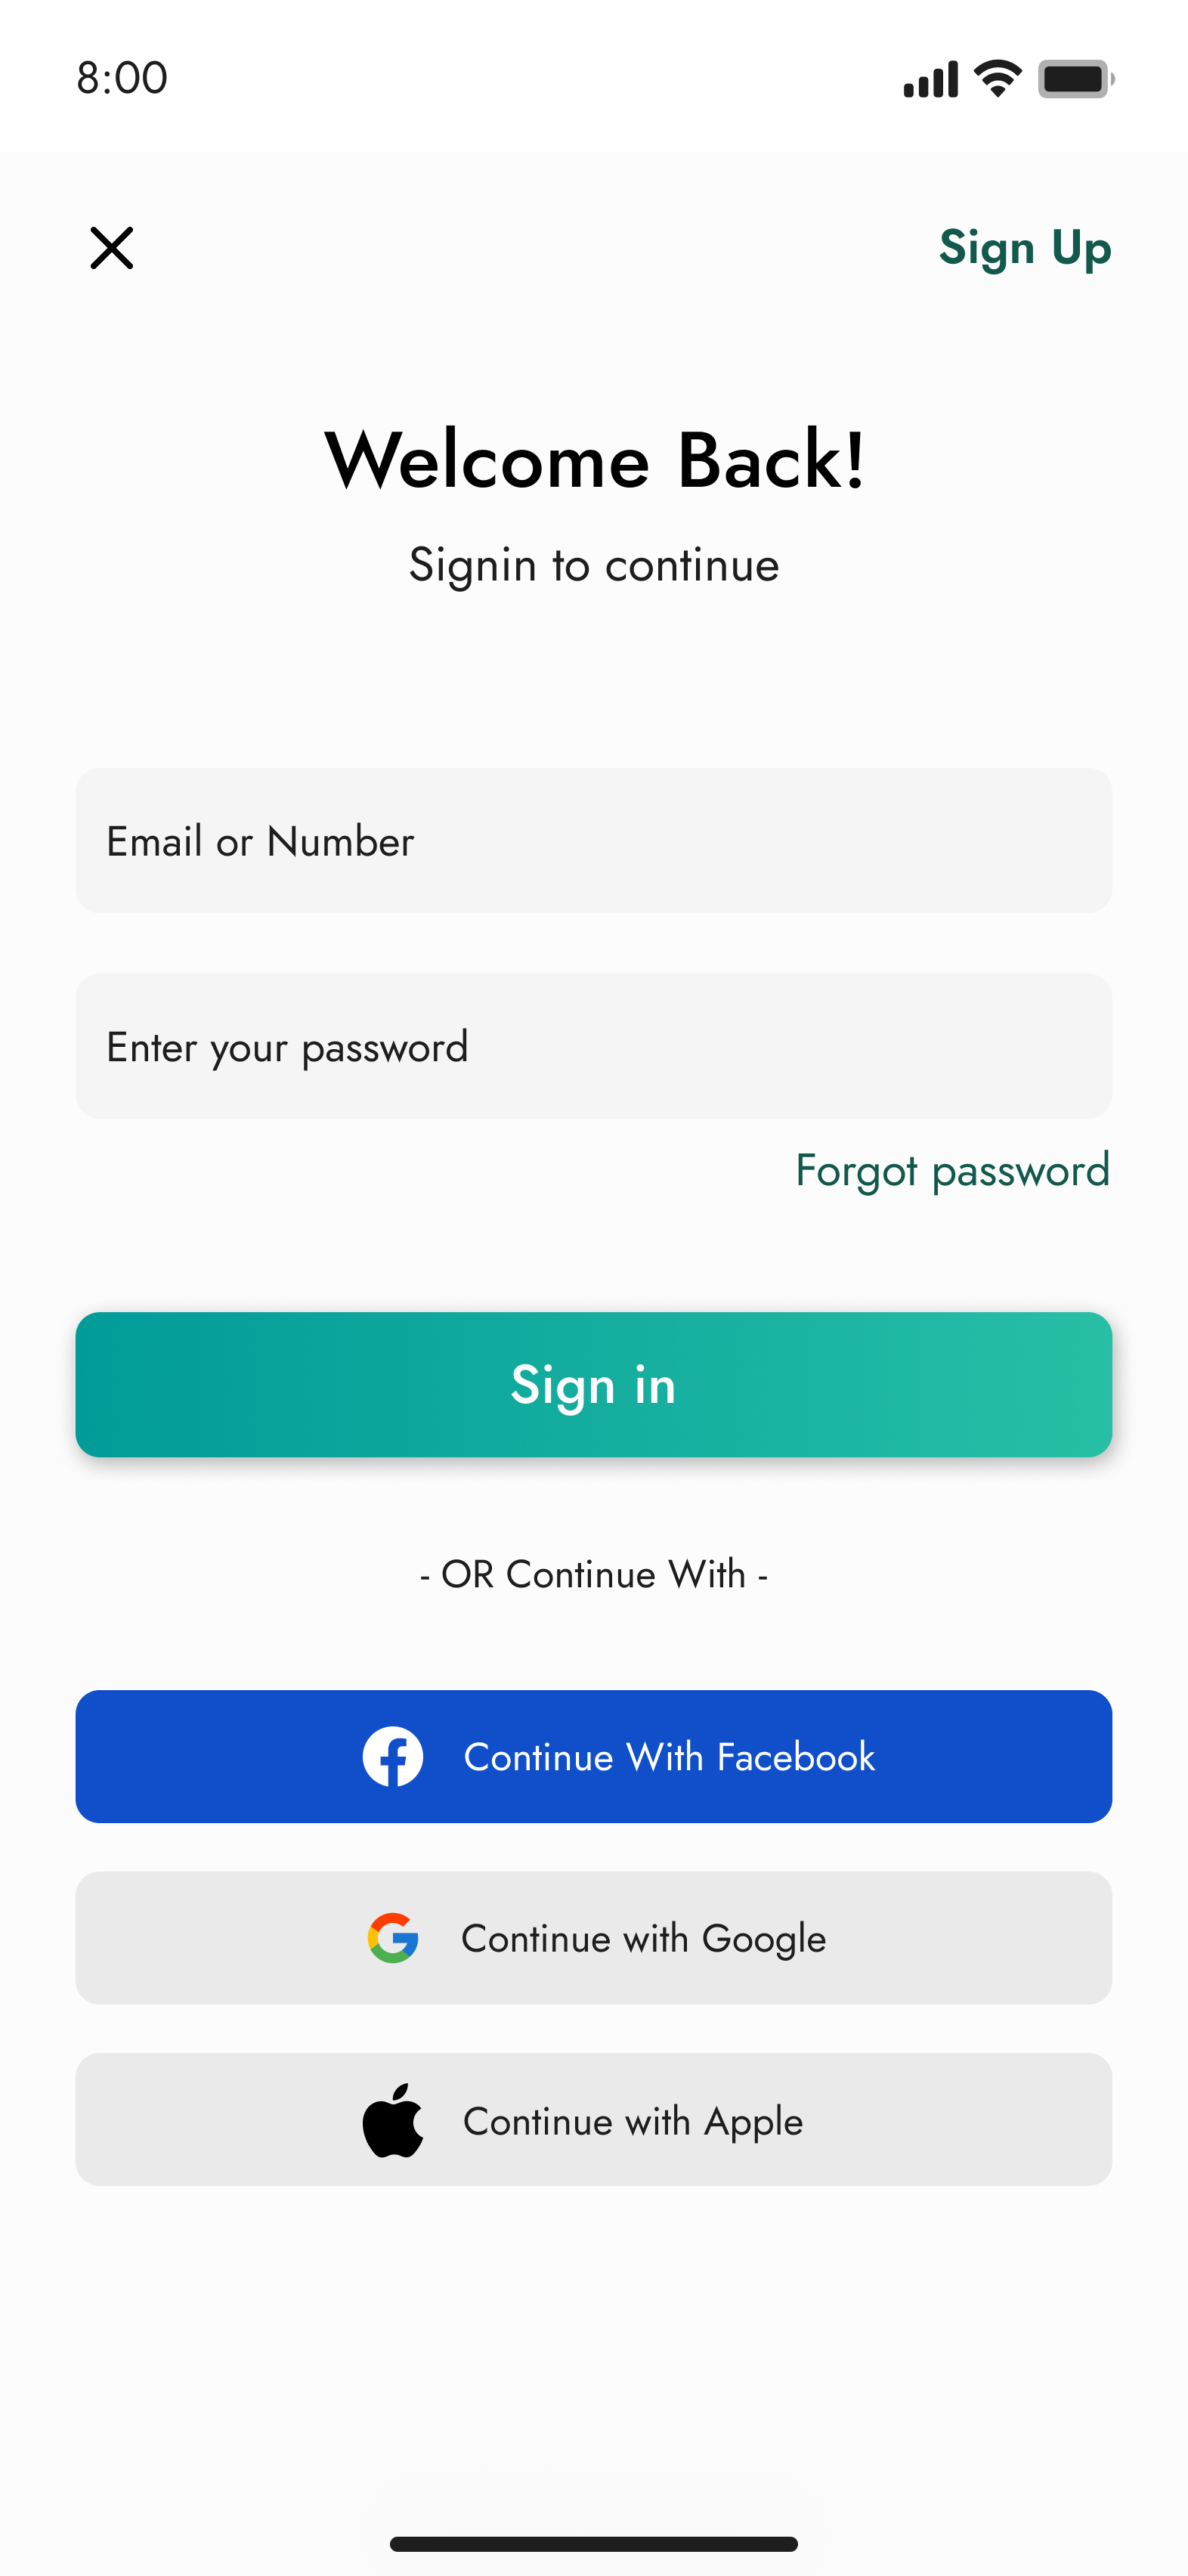 8:00
Sign Up
Welcome Back!
Signin to continue
Email or Number
Enter your password
Forgot password
Sign in
- OR Continue With -
Continue With Facebook
Continue with Google
Continue with Apple